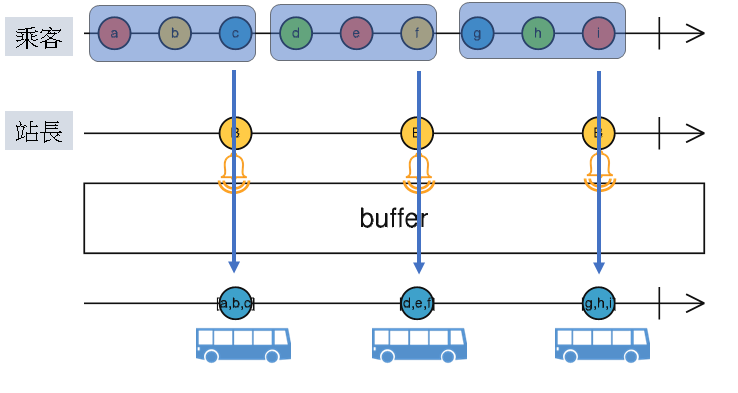 乘客
a b c d e f g h i
站長
B B B
buffer
[a,b,c] [d,e,f] [g,h,i]